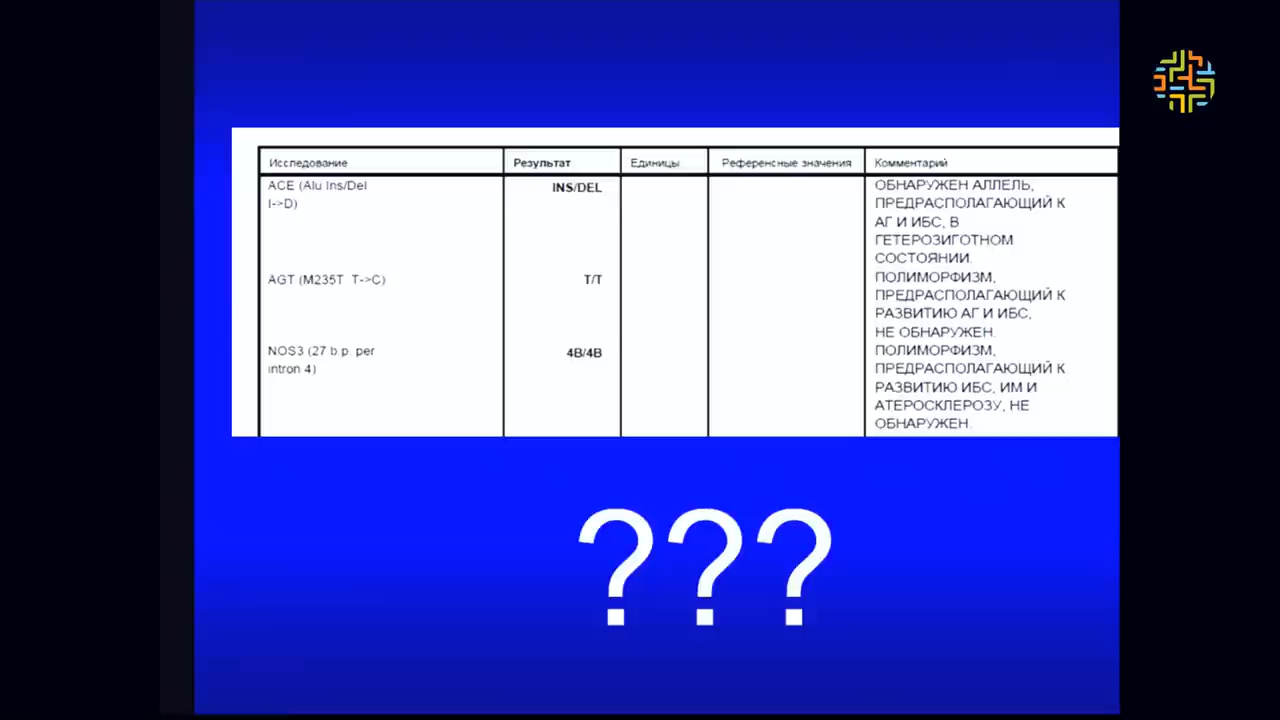 Исследование Результат Единицы Референсные значения Комментарий
ACE (Alu Ins/Del INS/DEL ОБНАРУЖЕН АЛЛЕЛЬ,
I->D) ПРЕДРАСПОЛАГАЮЩИЙ К
АГ И ИБС, В
ГЕТЕРОЗИГОТНОМ
СОСТОЯНИИ.
AGT (M235T T->C) T/T ПОЛИМОРФИЗМ,
ПРЕДРАСПОЛАГАЮЩИЙ К
РАЗВИТИЮ АГ И ИБС,
НЕ ОБНАРУЖЕН.
NOS3 (27 b.p. per 4B/4B ПОЛИМОРФИЗМ,
intron 4) ПРЕДРАСПОЛАГАЮЩИЙ К
РАЗВИТИЮ ИБС, ИМ И
АТЕРОСКЛЕРОЗУ, НЕ
ОБНАРУЖЕН.
???